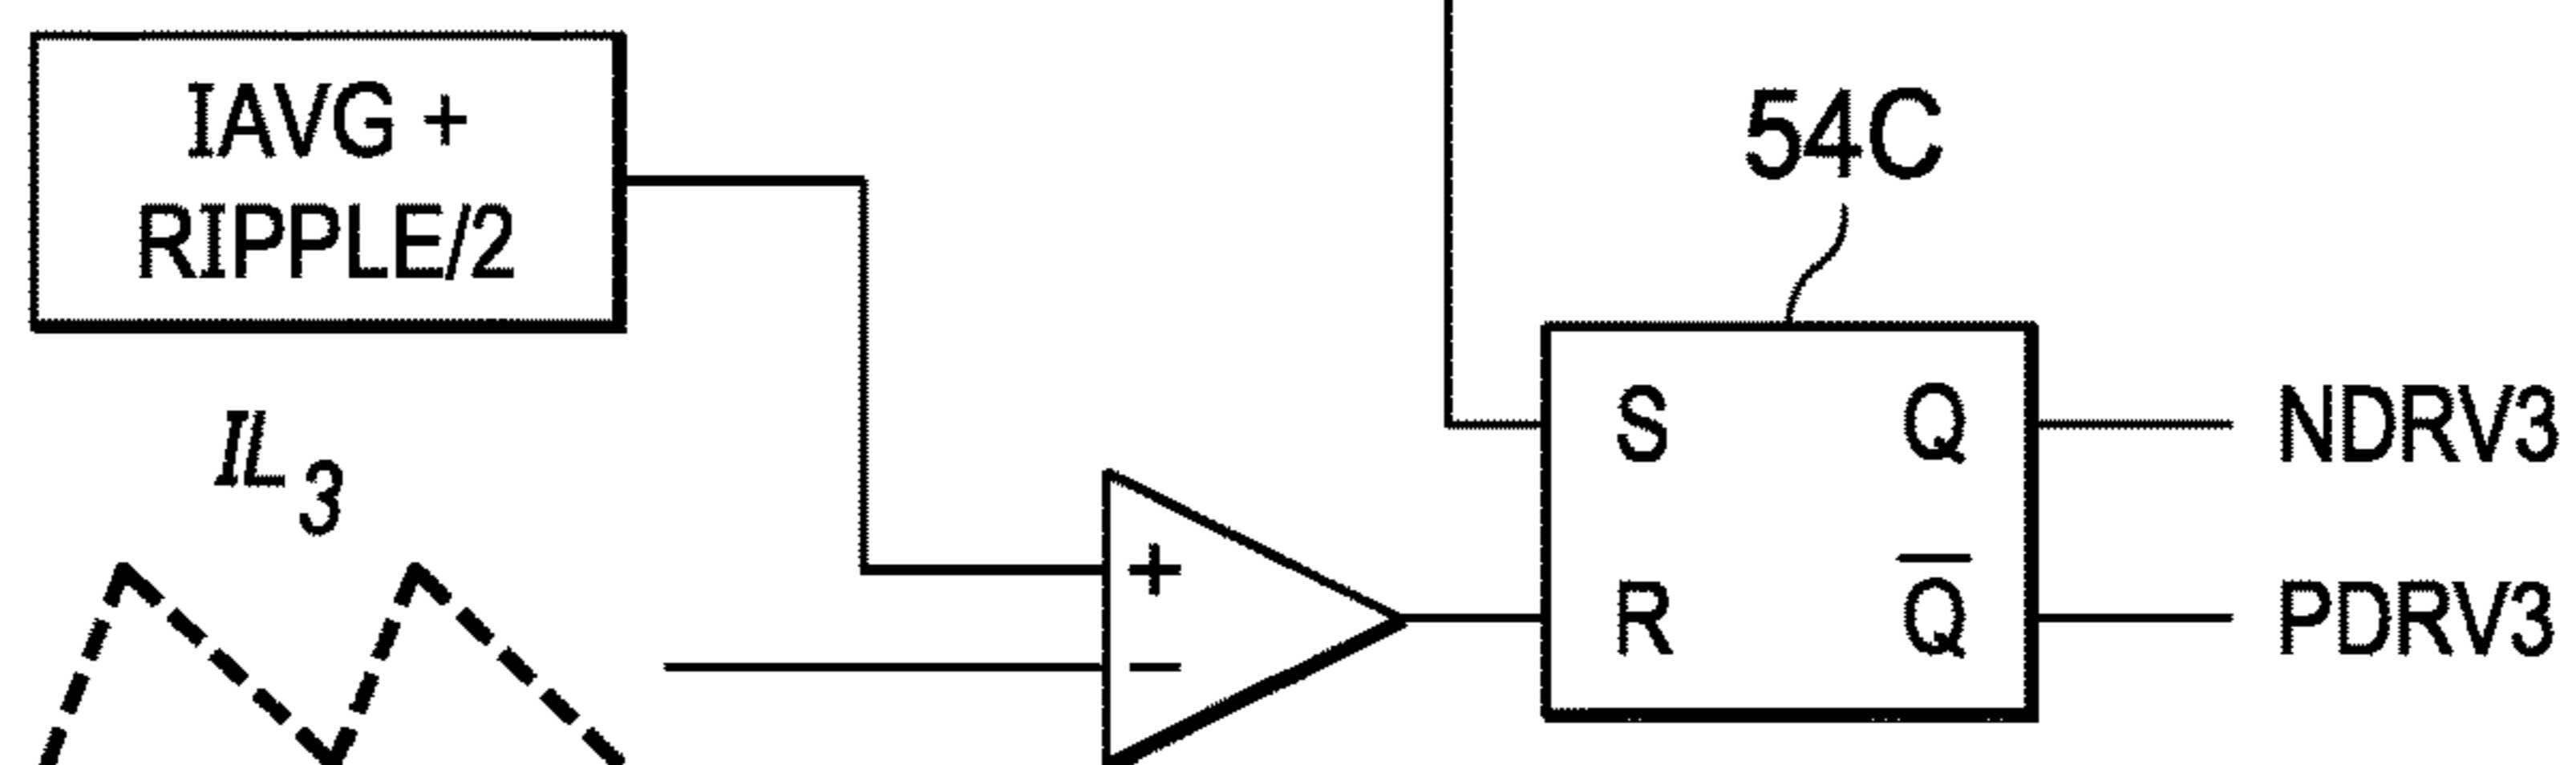 IAVG +
RIPPLE/2
54C
IL3
S
Q
NDRV3
+
R
Q̅
PDRV3
−